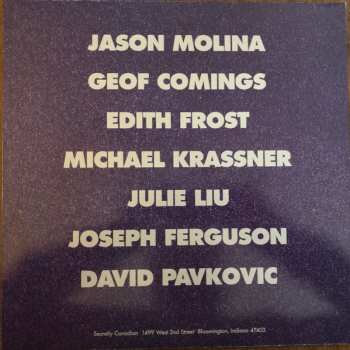 JASON MOLINA
GEOF COMINGS
EDITH FROST
MICHAEL KRASSNER
JULIE LIU
JOSEPH FERGUSON
DAVID PAVKOVIC
Secretly Canadian 1499 West 2nd Street Bloomington, Indiana 47403